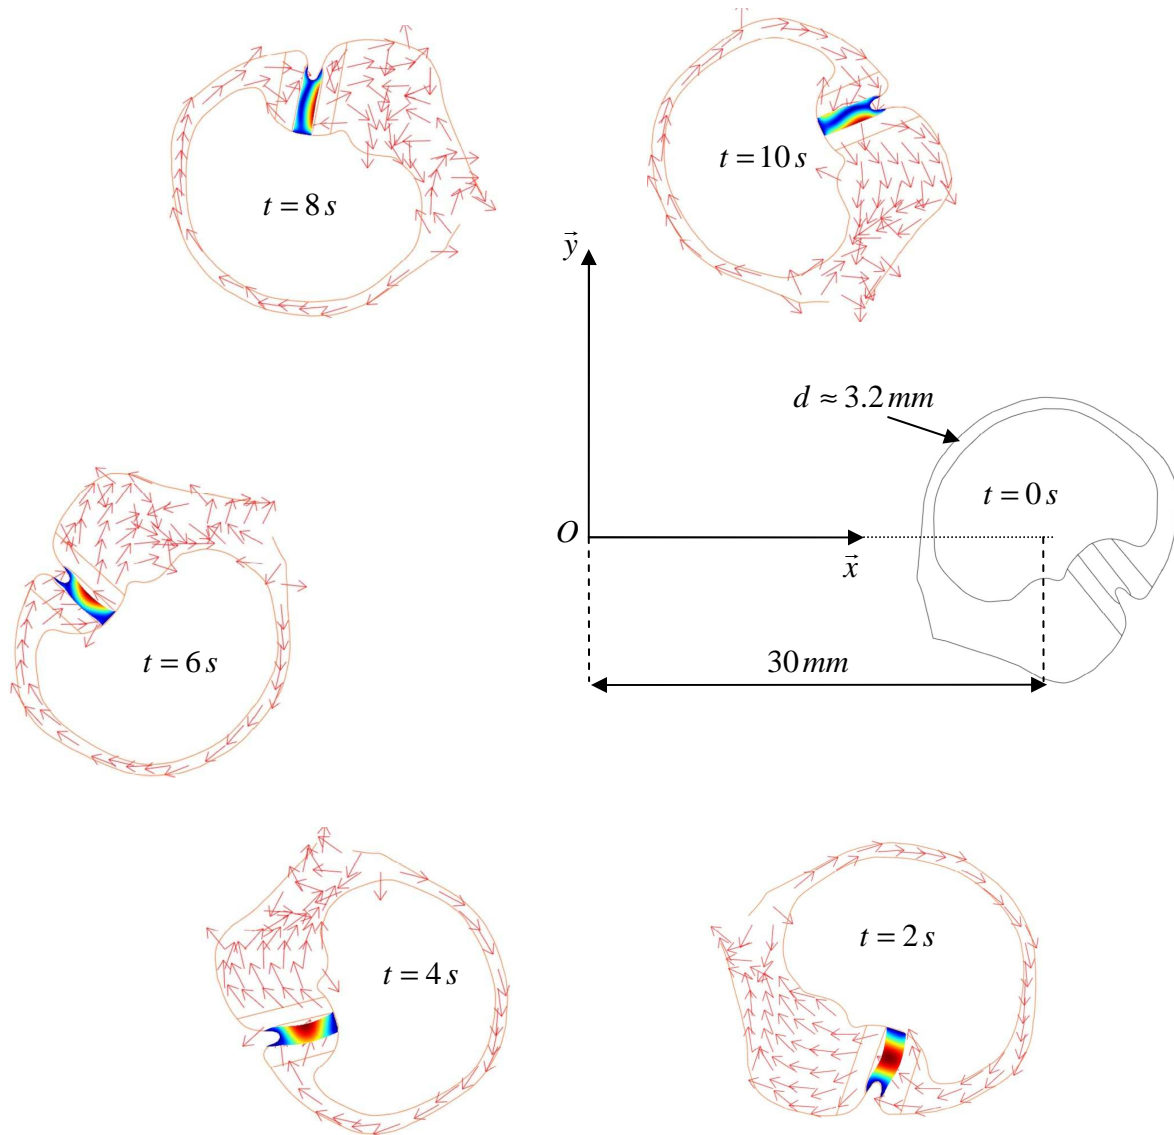 t = 8 s
t = 10 s
y⃗
d ≈ 3.2 mm
t = 0 s
O
x⃗
t = 6 s
30 mm
t = 2 s
t = 4 s